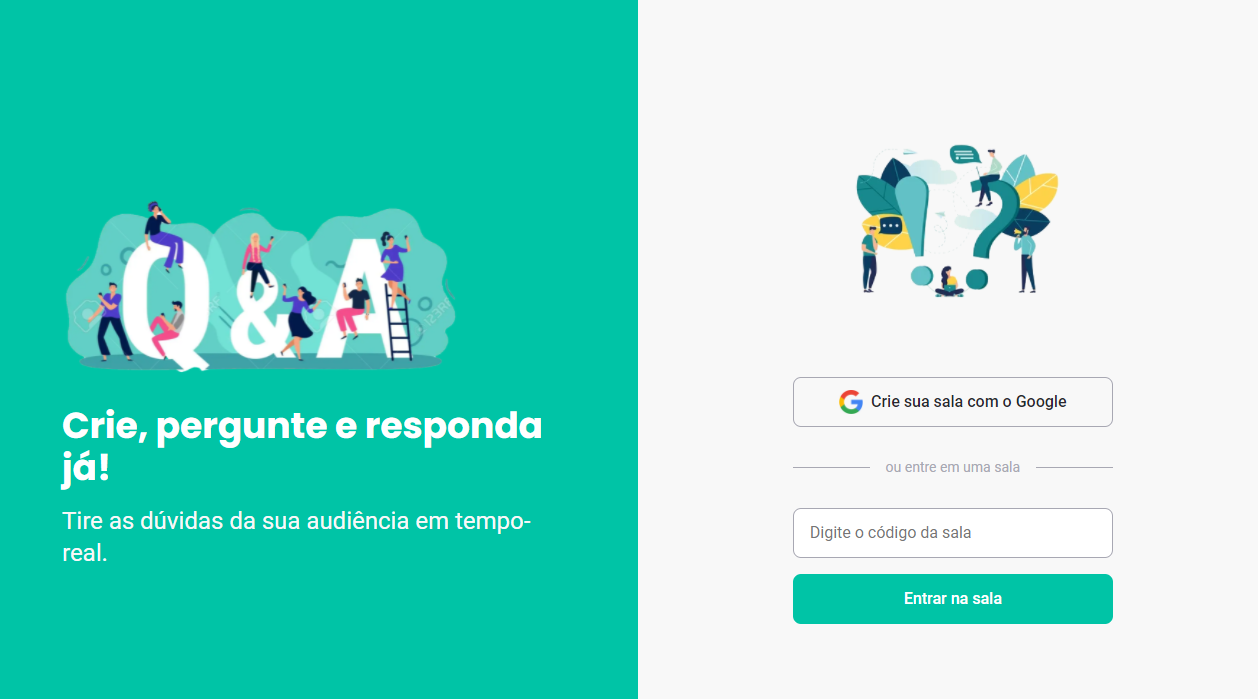 Q & A
Crie, pergunte e responda
já!
Tire as dúvidas da sua audiência em tempo-
real.
! ?
Crie sua sala com o Google
ou entre em uma sala
Digite o código da sala
Entrar na sala